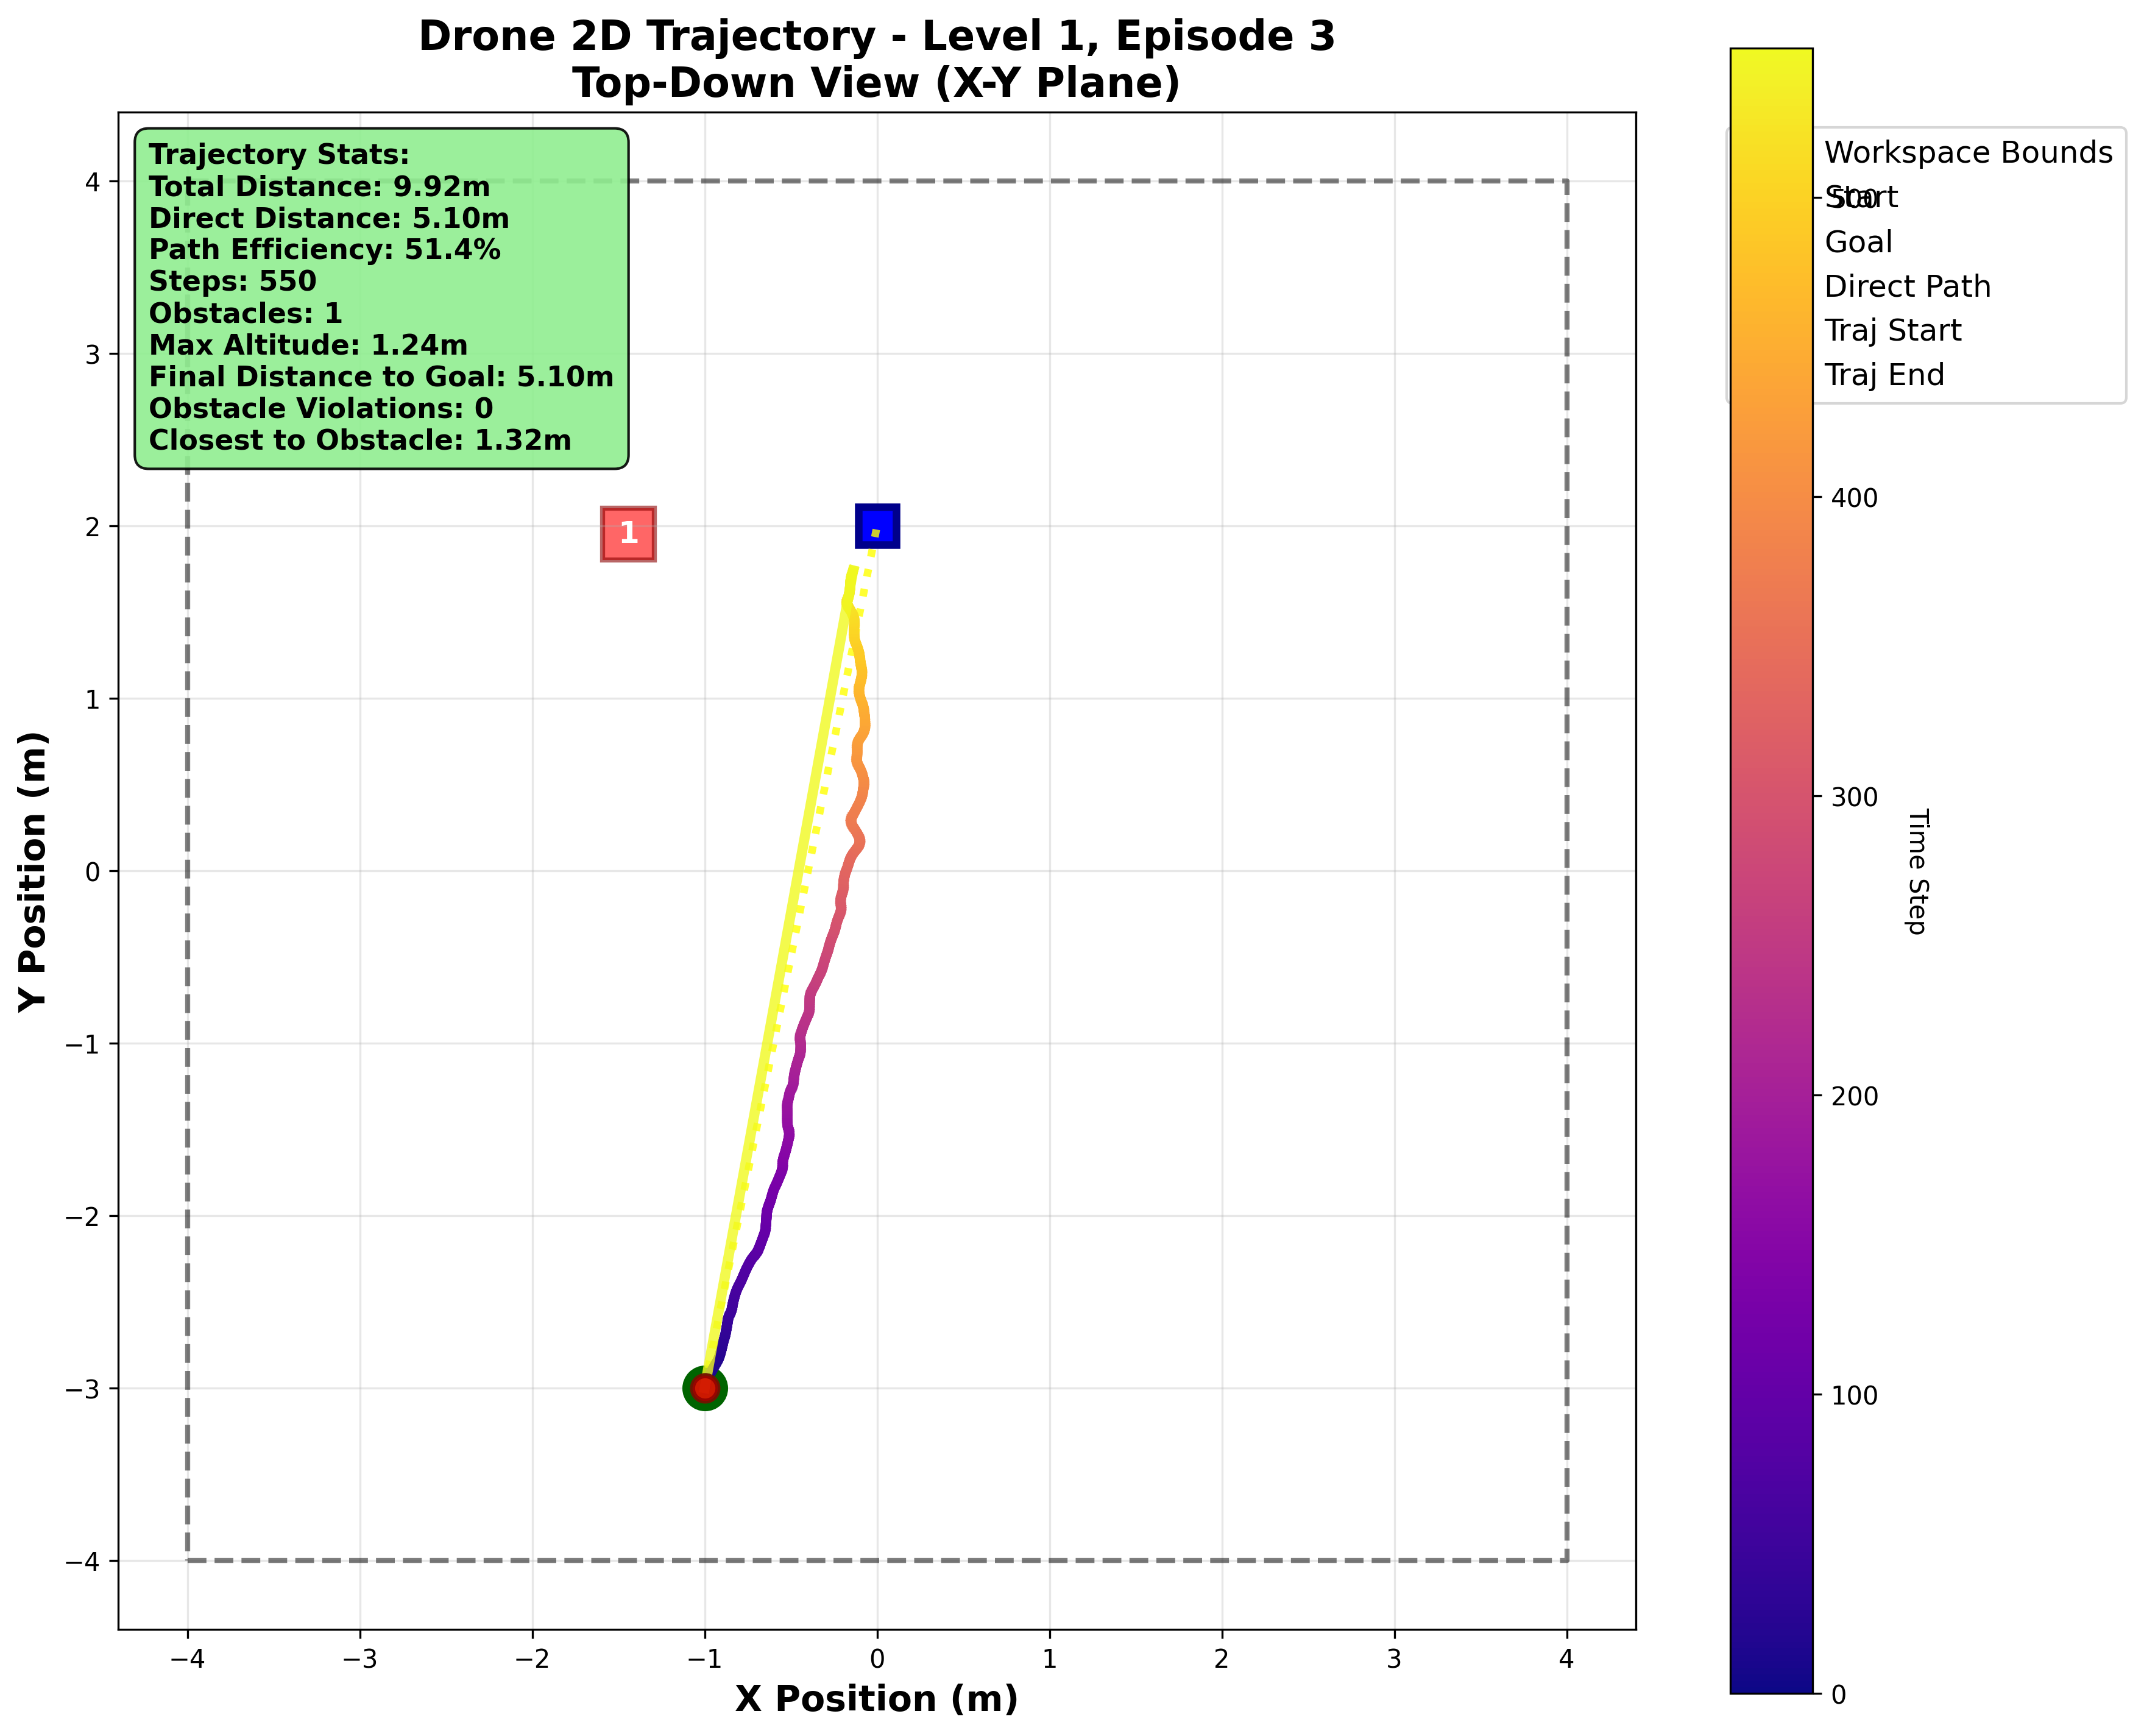 Drone 2D Trajectory - Level 1, Episode 3
Top-Down View (X-Y Plane)
Trajectory Stats:
Total Distance: 9.92m
Direct Distance: 5.10m
Path Efficiency: 51.4%
Steps: 550
Obstacles: 1
Max Altitude: 1.24m
Final Distance to Goal: 5.10m
Obstacle Violations: 0
Closest to Obstacle: 1.32m
1
Y Position (m)
4
3
2
1
0
−1
−2
−3
−4
−4
−3
−2
−1
0
1
2
3
4
X Position (m)
Workspace Bounds
Start
Goal
Direct Path
Traj Start
Traj End
500
400
300
200
100
0
Time Step